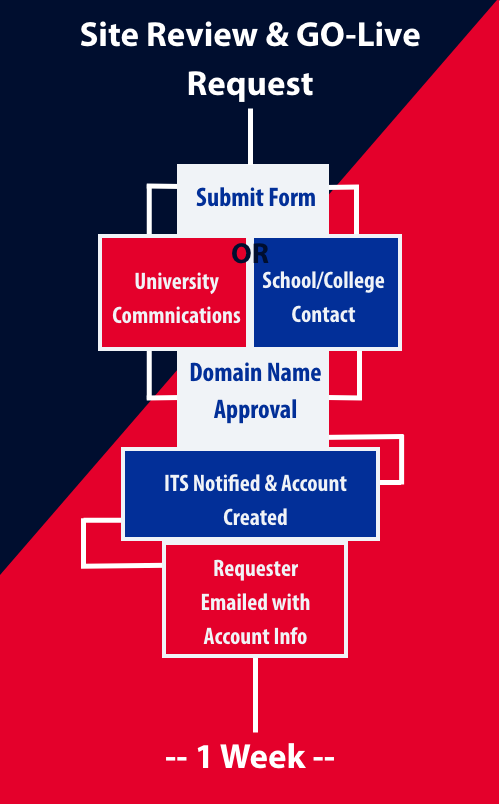 Site Review & GO-Live
Request
Submit Form
OR
University
Commnications
School/College
Contact
Domain Name
Approval
ITS Notified & Account
Created
Requester
Emailed with
Account Info
-- 1 Week --